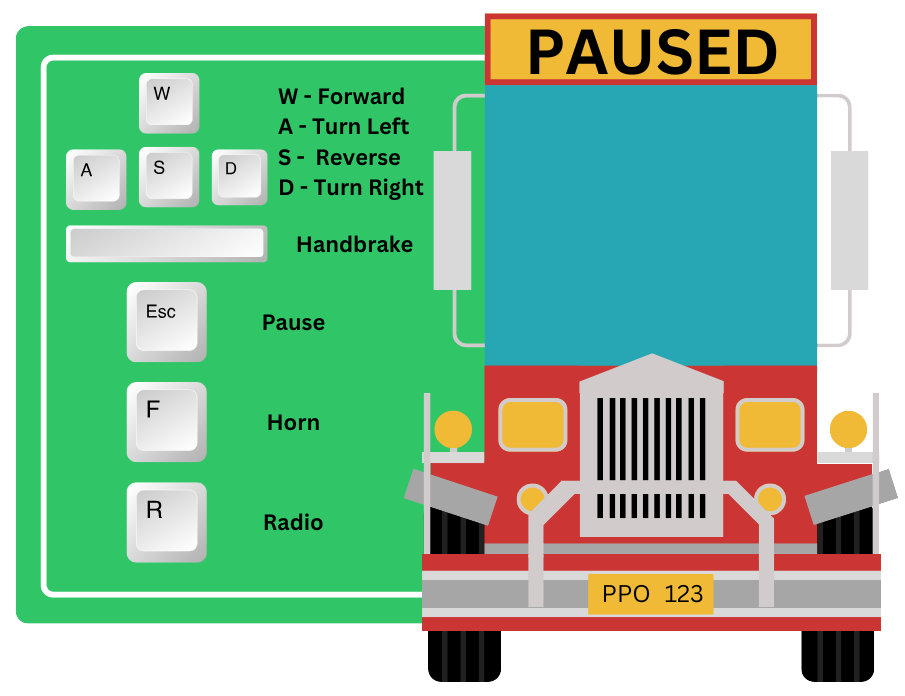 PAUSED
W
W - Forward
A - Turn Left
A
S
D
S -  Reverse
D - Turn Right
Handbrake
Esc
Pause
F
Horn
R
Radio
PPO 123